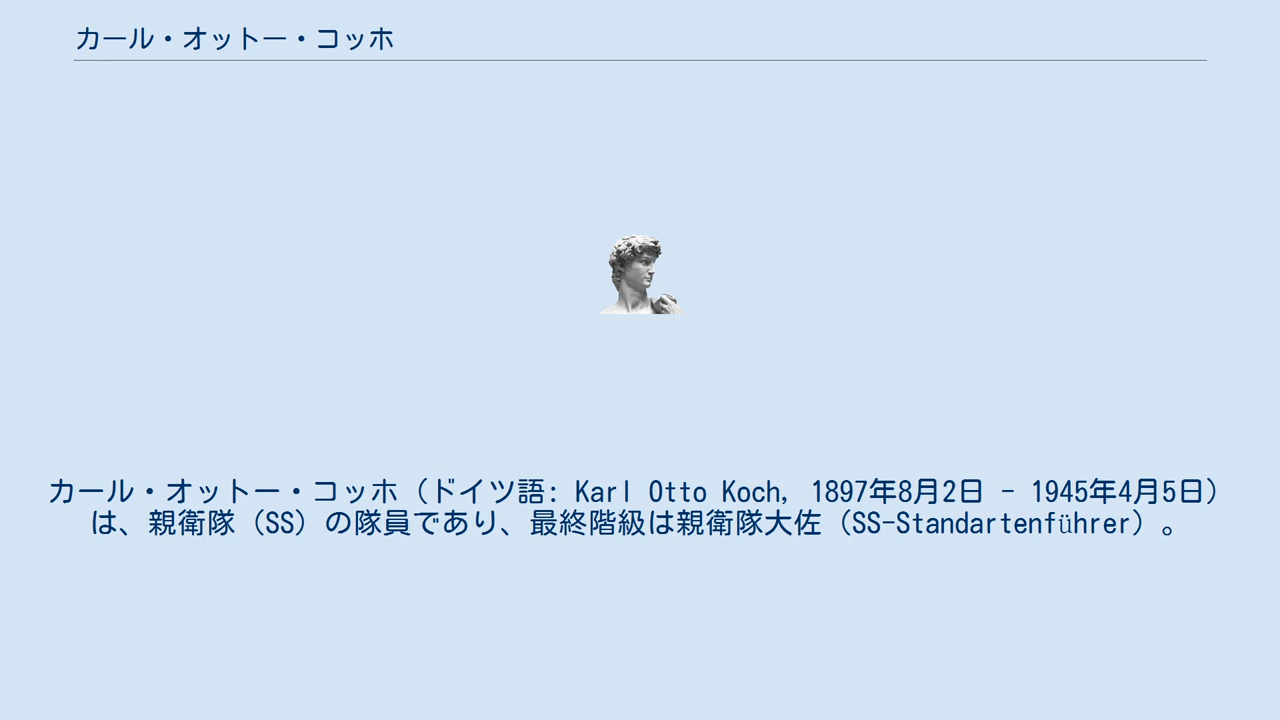 カール・オットー・コッホ
カール・オットー・コッホ（ドイツ語: Karl Otto Koch, 1897年8月2日 - 1945年4月5日）
は、親衛隊（SS）の隊員であり、最終階級は親衛隊大佐（SS-Standartenführer）。